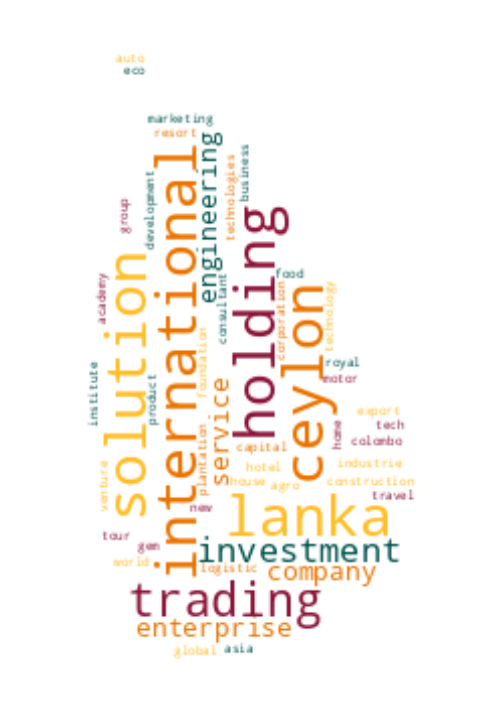 auto
eco
marketing
resort
international
engineering
business
technologies
development
group
holding
solution
academy
consultant
food
corporation
ceylon
technology
foundation
royal
motor
institute
product
service
export
tech
home
colombo
capital
plantation
venture
hotel
industrie
house
agro
construction
travel
new
lanka
tour
gem
investment
world
logistic
company
trading
enterprise
global
asia